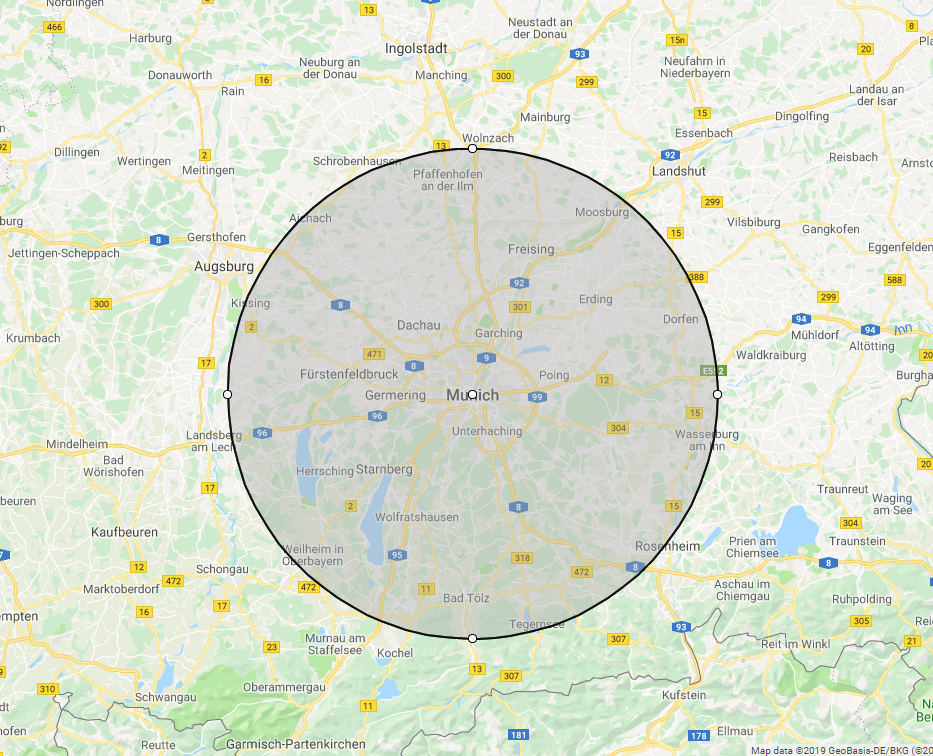 Nordlingen
13
8
466
Harburg
Ingolstadt
Neustadt an
der Donau
15n
20
93
Donauworth
16
Neuburg an
der Donau
Manching
300
299
Neufahrn in
Niederbayern
Rain
Landau an
der Isar
15
Mainburg
Dingolfing
Wolnzach
Essenbach
92
13
Dillingen
2
Wertingen
Schrobenhausen
92
Reisbach
Meitingen
Pfaffenhofen
an der Ilm
Landshut
299
Aichach
Moosburg
Vilsbiburg
Gangkofen
15
8
Gersthofen
Jettingen-Scheppach
Freising
Eggenfelden
Augsburg
388
588
92
Kissing
300
8
301
Erding
299
2
Dachau
Garching
Dorfen
94
94
Inn
Krumbach
Mühldorf
Altötting
471
9
Waldkraiburg
17
8
Fürstenfeldbruck
Poing
12
Germering
Munich
99
96
15
Landsberg
am Lech
96
Unterhaching
304
Wasserburg
am Inn
Mindelheim
Bad
Wörishofen
Herrsching
Starnberg
20
17
Traunreut
Waging
am See
2
8
15
Wolfratshausen
304
Kaufbeuren
Prien am
Chiemsee
Traunstein
Weilheim in
Oberbayern
95
318
Rosenheim
8
8
12
472
Schongau
472
Marktoberdorf
472
11
Aschau im
Chiemgau
Bad Tölz
Ruhpolding
16
17
Tegernsee
93
305
Murnau am
Staffelsee
307
Reit im Winkl
21
23
Kochel
13
307
310
Oberammergau
Schwangau
11
Kufstein
181
178
Ellmau
Reutte
Garmisch-Partenkirchen
Map data ©2019 GeoBasis-DE/BKG (©20